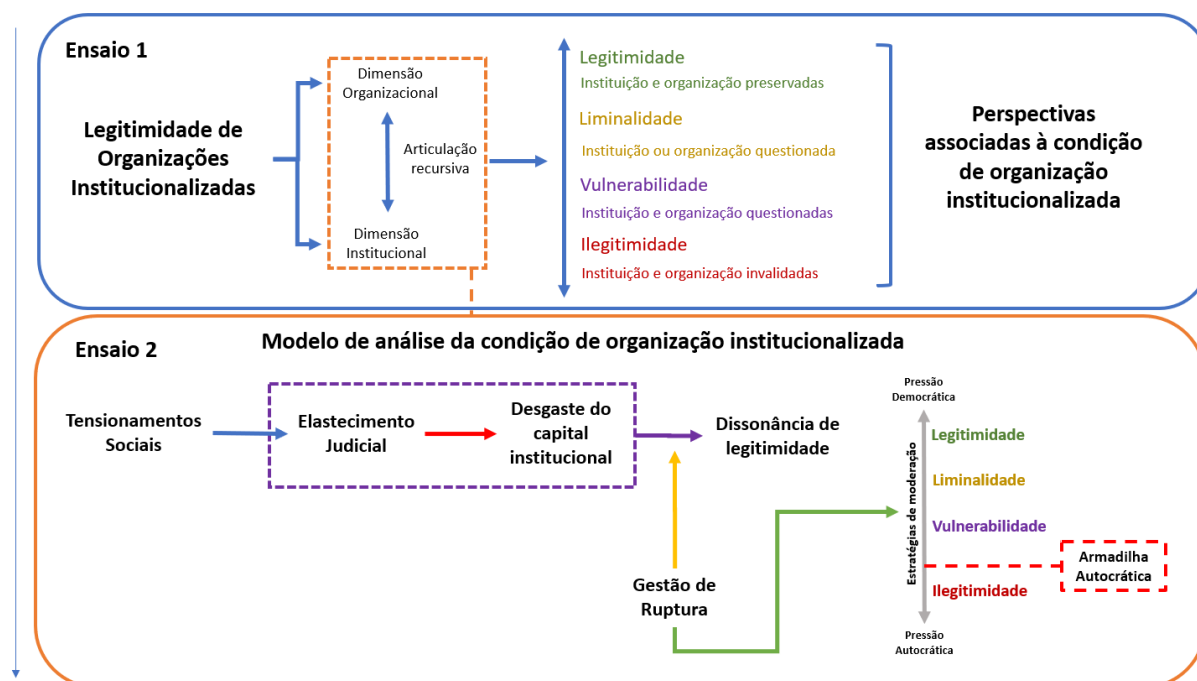 Ensaio 1
Legitimidade de
Organizações
Institucionalizadas
Dimensão
Organizacional
Articulação
recursiva
Dimensão
Institucional
Legitimidade
Instituição e organização preservadas
Liminalidade
Instituição ou organização questionada
Vulnerabilidade
Instituição e organização questionadas
Ilegitimidade
Instituição e organização invalidadas
Perspectivas
associadas à condição
de organização
institucionalizada
Ensaio 2
Modelo de análise da condição de organização institucionalizada
Tensionamentos
Sociais
Elastecimento
Judicial
Desgaste do
capital
institucional
Dissonância de
legitimidade
Gestão de
Ruptura
Pressão
Democrática
Estratégias de moderação
Legitimidade
Liminalidade
Vulnerabilidade
Ilegitimidade
Pressão
Autocrática
Armadilha
Autocrática